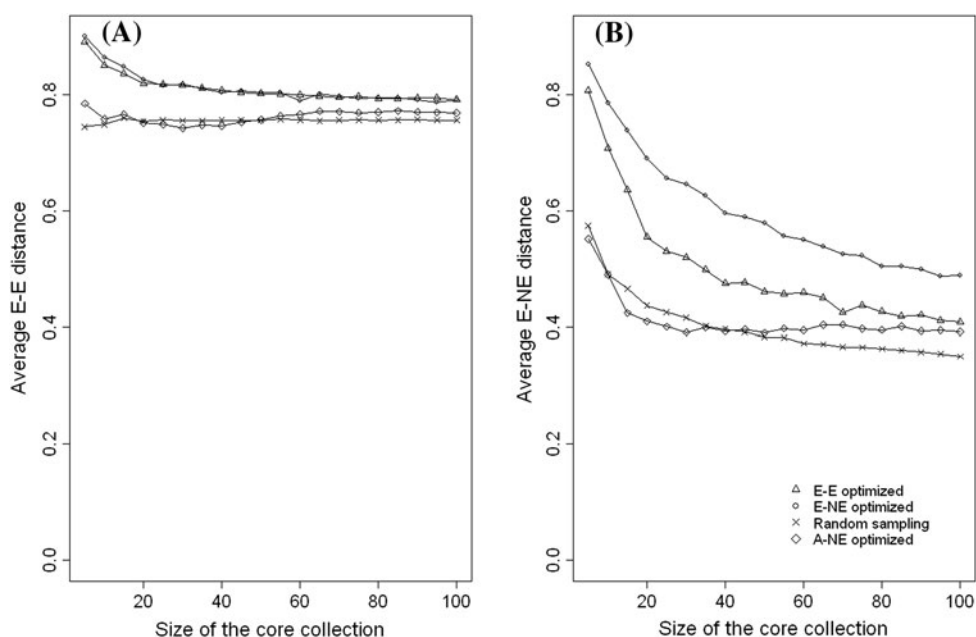 (A)
Average E-E distance
0.8
0.6
0.4
0.2
0.0
20 40 60 80 100
Size of the core collection
(B)
Average E-NE distance
0.8
0.6
0.4
0.2
0.0
E-E optimized
E-NE optimized
Random sampling
A-NE optimized
20 40 60 80 100
Size of the core collection